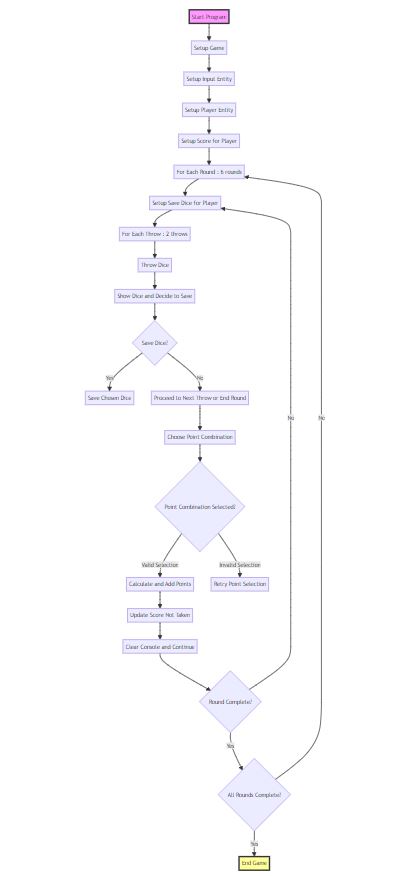 Start Program
Setup Game
Setup Input Entity
Setup Player Entity
Setup Score for Player
For Each Round : 6 rounds
Setup Save Dice for Player
For Each Throw : 2 throws
Throw Dice
Show Dice and Decide to Save
Save Dice?
Yes
No
Save Chosen Dice
Proceed to Next Throw or End Round
No
No
Choose Point Combination
Point Combination Selected?
Valid Selection
Invalid Selection
Calculate and Add Points
Retry Point Selection
Update Score Not Taken
Clear Console and Continue
Round Complete?
Yes
All Rounds Complete?
Yes
End Game